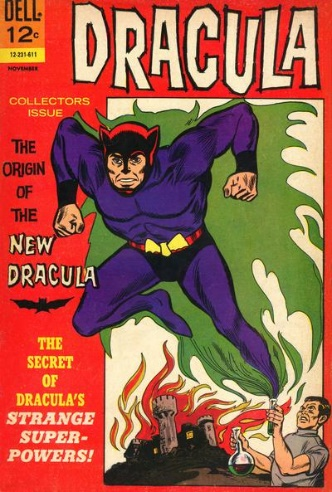 DELL.
12c
12-231-611
NOVEMBER
DRACULA
COLLECTORS
ISSUE
THE
ORIGIN
OF
THE
NEW
DRACULA
THE
SECRET
OF
DRACULA'S
STRANGE
SUPER-
POWERS!